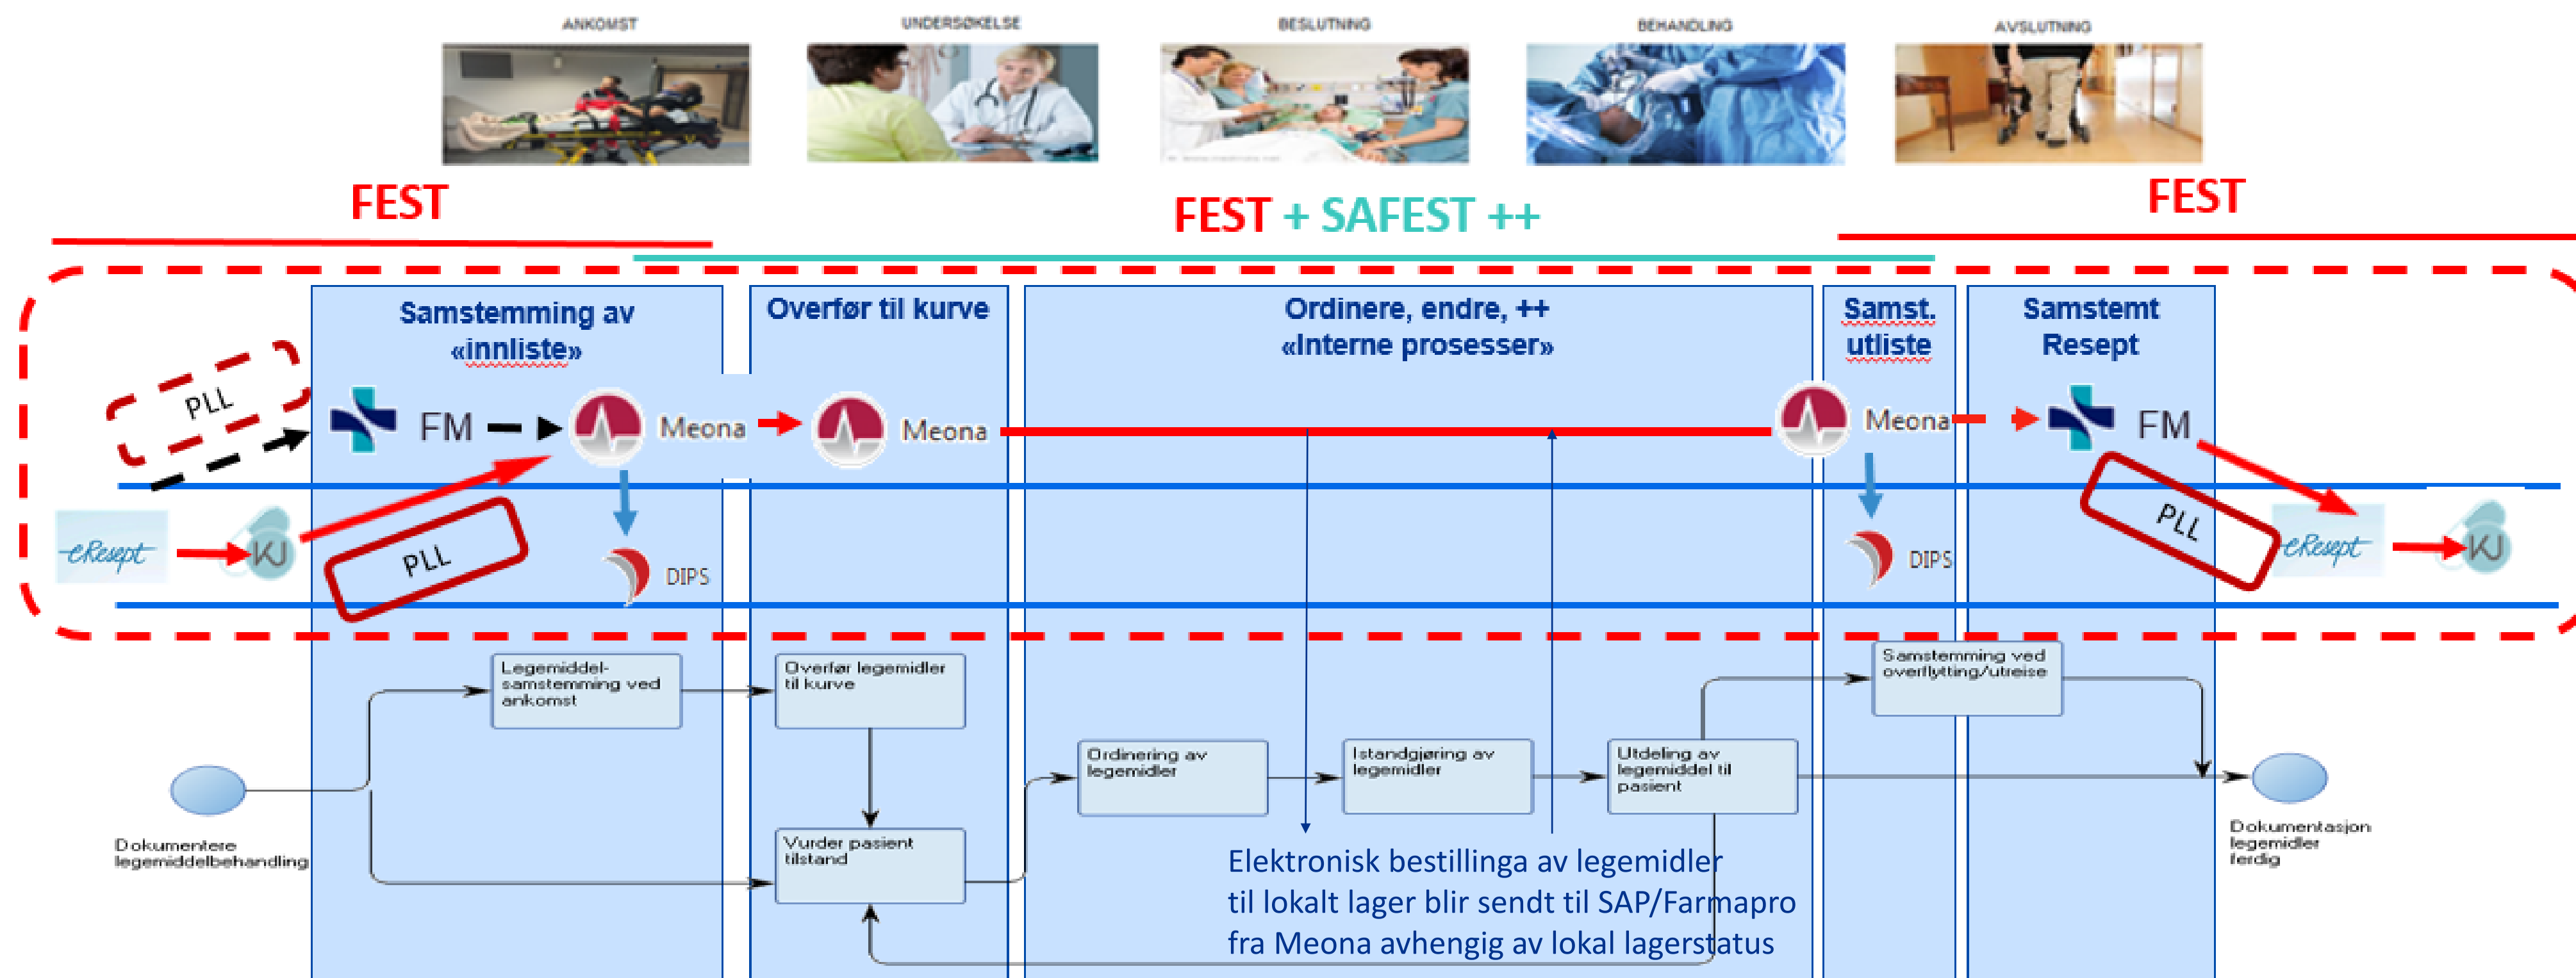 ANKOMST
UNDERSØKELSE
BESLUTNING
BEHANDLING
AVSLUTNING
FEST
FEST + SAFEST ++
FEST
Samstemming av
«innliste»
Overfør til kurve
Ordinere, endre, ++
«Interne prosesser»
Samst.
utliste
Samstemt
Resept
PLL
FM
Meona
Meona
Meona
FM
eResept
KJ
PLL
DIPS
DIPS
PLL
eResept
KJ
Legemiddel-
samstemming ved
ankomst
Overfør legemidler
til kurve
Samstemming ved
overflytting/utreise
Ordinering av
legemidler
Istandgjøring av
legemidler
Utdeling av
legemiddel til
pasient
Dokumentere
legemiddelbehandling
Vurder pasient
tilstand
Dokumentasjon
legemidler
ferdig
Elektronisk bestillinga av legemidler
til lokalt lager blir sendt til SAP/Farmapro
fra Meona avhengig av lokal lagerstatus